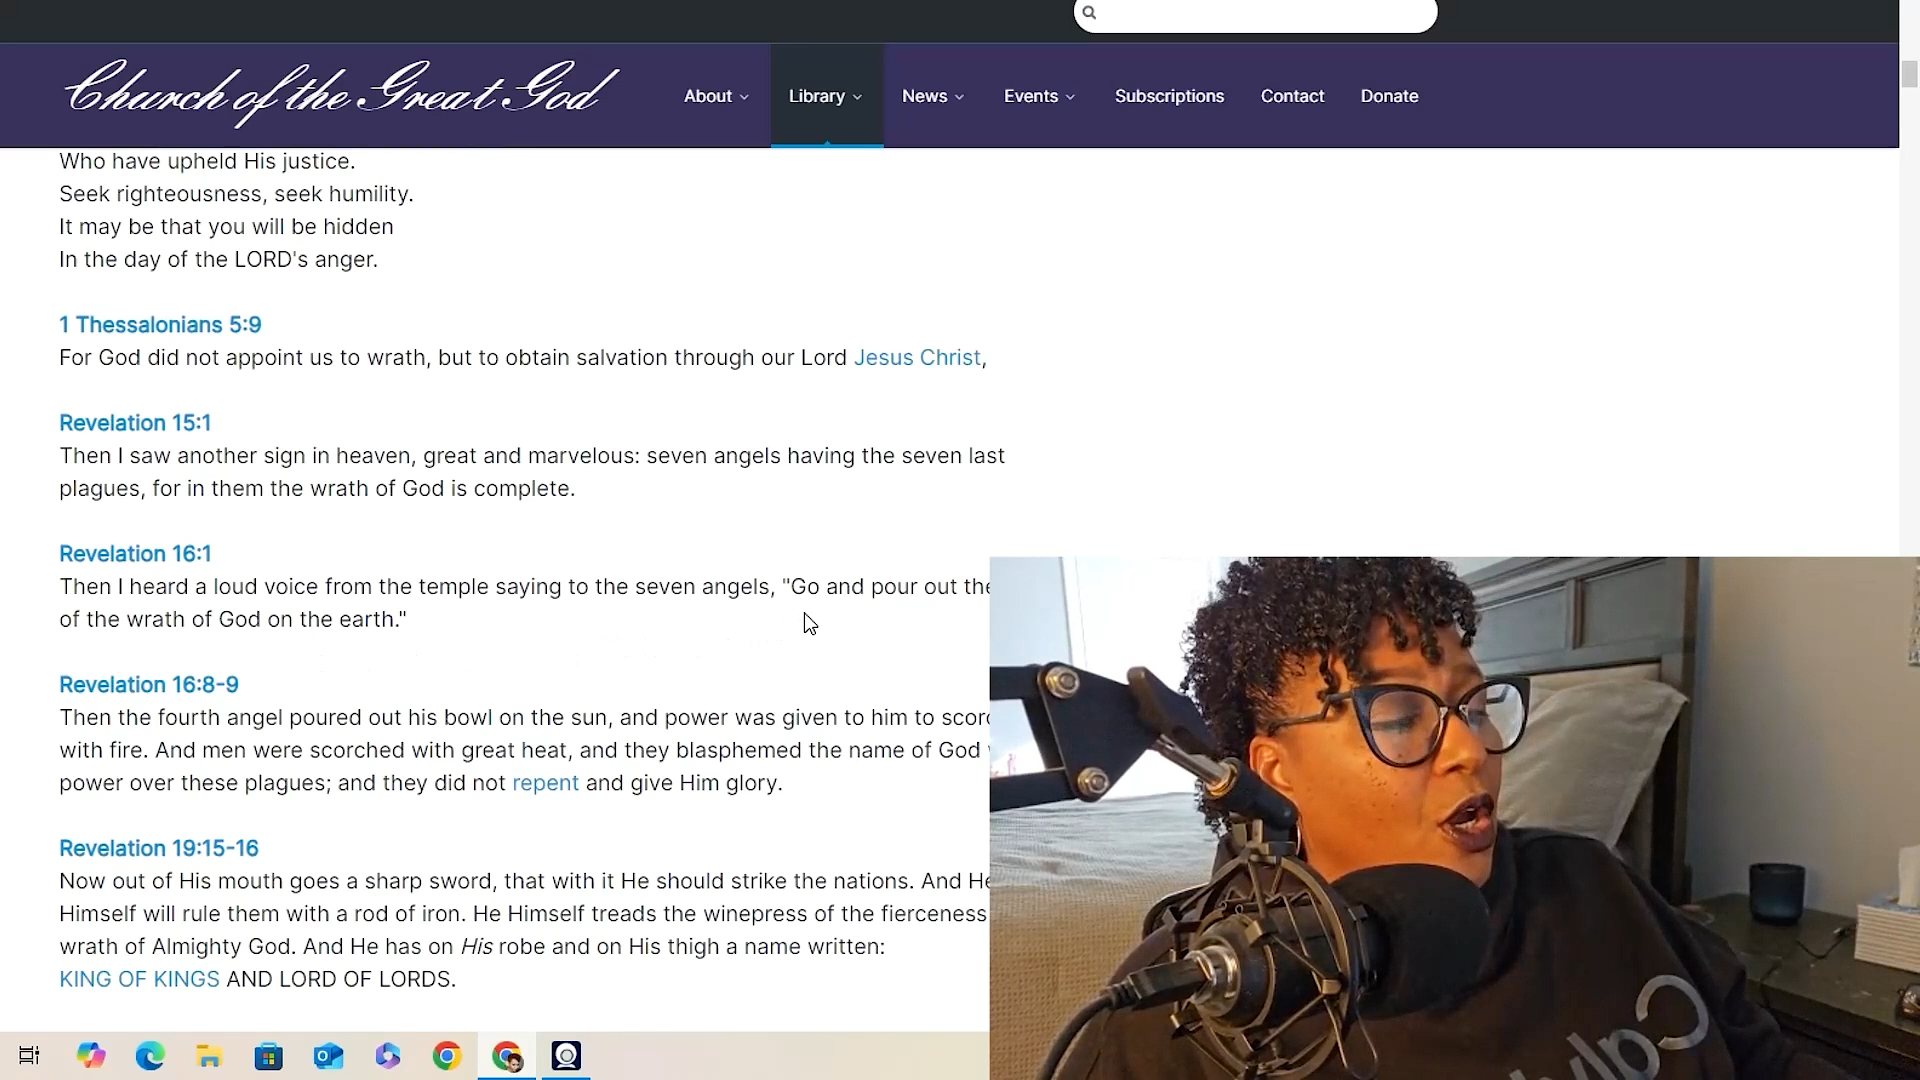 Church of the Great God
About Library News Events Subscriptions Contact Donate
Who have upheld His justice.
Seek righteousness, seek humility.
It may be that you will be hidden
In the day of the LORD's anger.
1 Thessalonians 5:9
For God did not appoint us to wrath, but to obtain salvation through our Lord Jesus Christ,
Revelation 15:1
Then I saw another sign in heaven, great and marvelous: seven angels having the seven last
plagues, for in them the wrath of God is complete.
Revelation 16:1
Then I heard a loud voice from the temple saying to the seven angels, "Go and pour out the
of the wrath of God on the earth."
Revelation 16:8-9
Then the fourth angel poured out his bowl on the sun, and power was given to him to scorc
with fire. And men were scorched with great heat, and they blasphemed the name of God
power over these plagues; and they did not repent and give Him glory.
Revelation 19:15-16
Now out of His mouth goes a sharp sword, that with it He should strike the nations. And He
Himself will rule them with a rod of iron. He Himself treads the winepress of the fierceness
wrath of Almighty God. And He has on His robe and on His thigh a name written:
KING OF KINGS AND LORD OF LORDS.